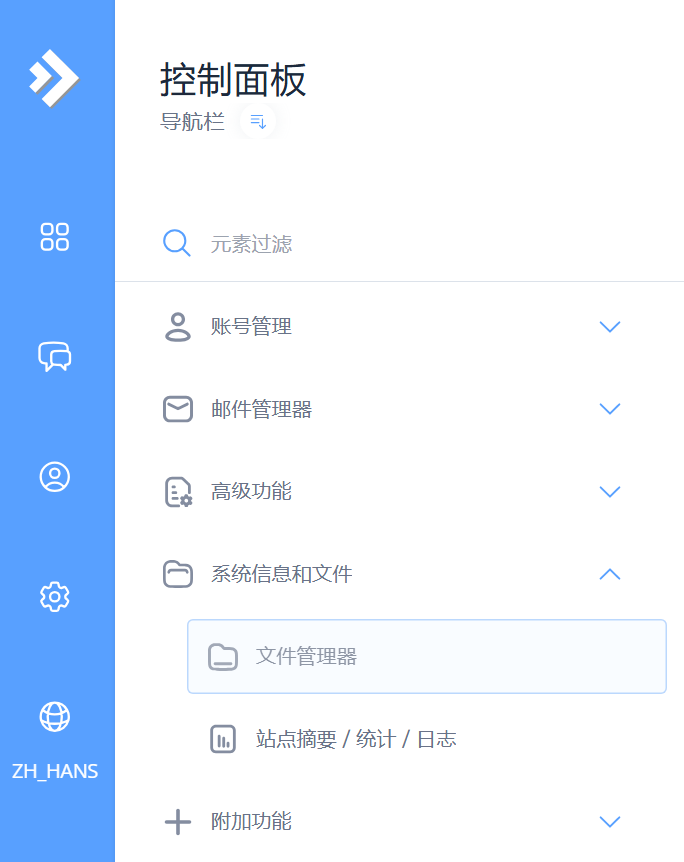 控制面板
导航栏
元素过滤
账号管理
邮件管理器
高级功能
系统信息和文件
文件管理器
站点摘要 / 统计 / 日志
附加功能
ZH_HANS